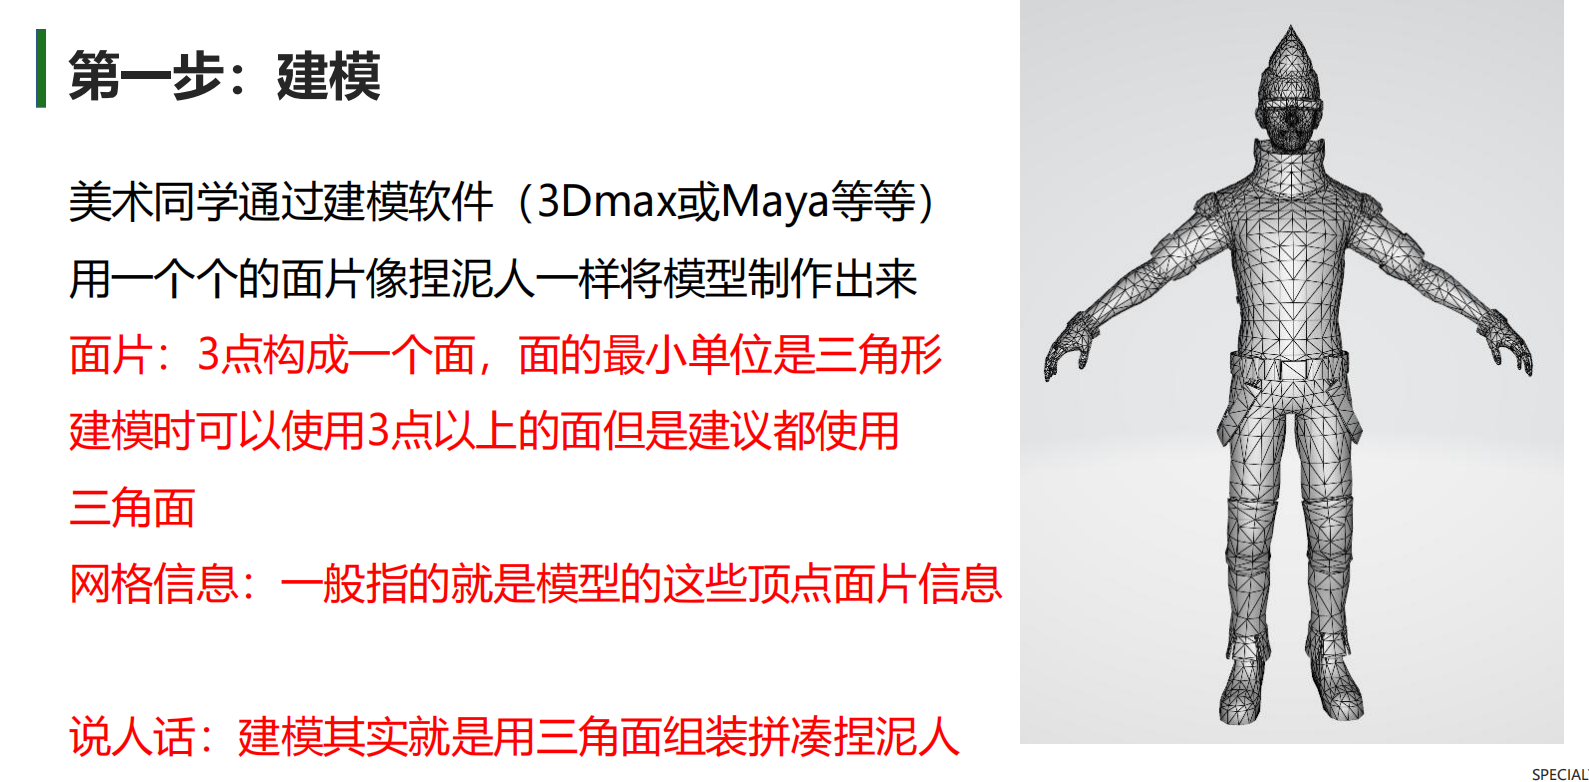 第一步：建模
美术同学通过建模软件（3Dmax或Maya等等）
用一个个的面片像捏泥人一样将模型制作出来
面片：3点构成一个面，面的最小单位是三角形
建模时可以使用3点以上的面但是建议都使用
三角面
网格信息：一般指的就是模型的这些顶点面片信息
说人话：建模其实就是用三角面组装拼凑捏泥人
SPECIAL